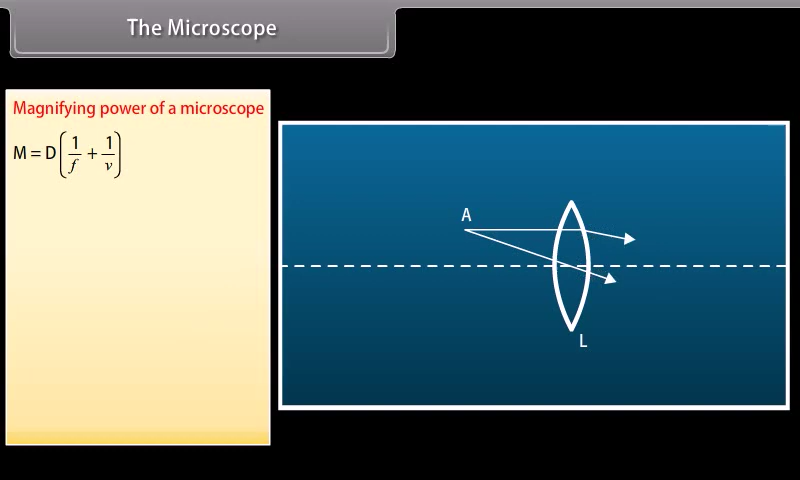 The Microscope
Magnifying power of a microscope
M = D(1/f + 1/v)
A
L